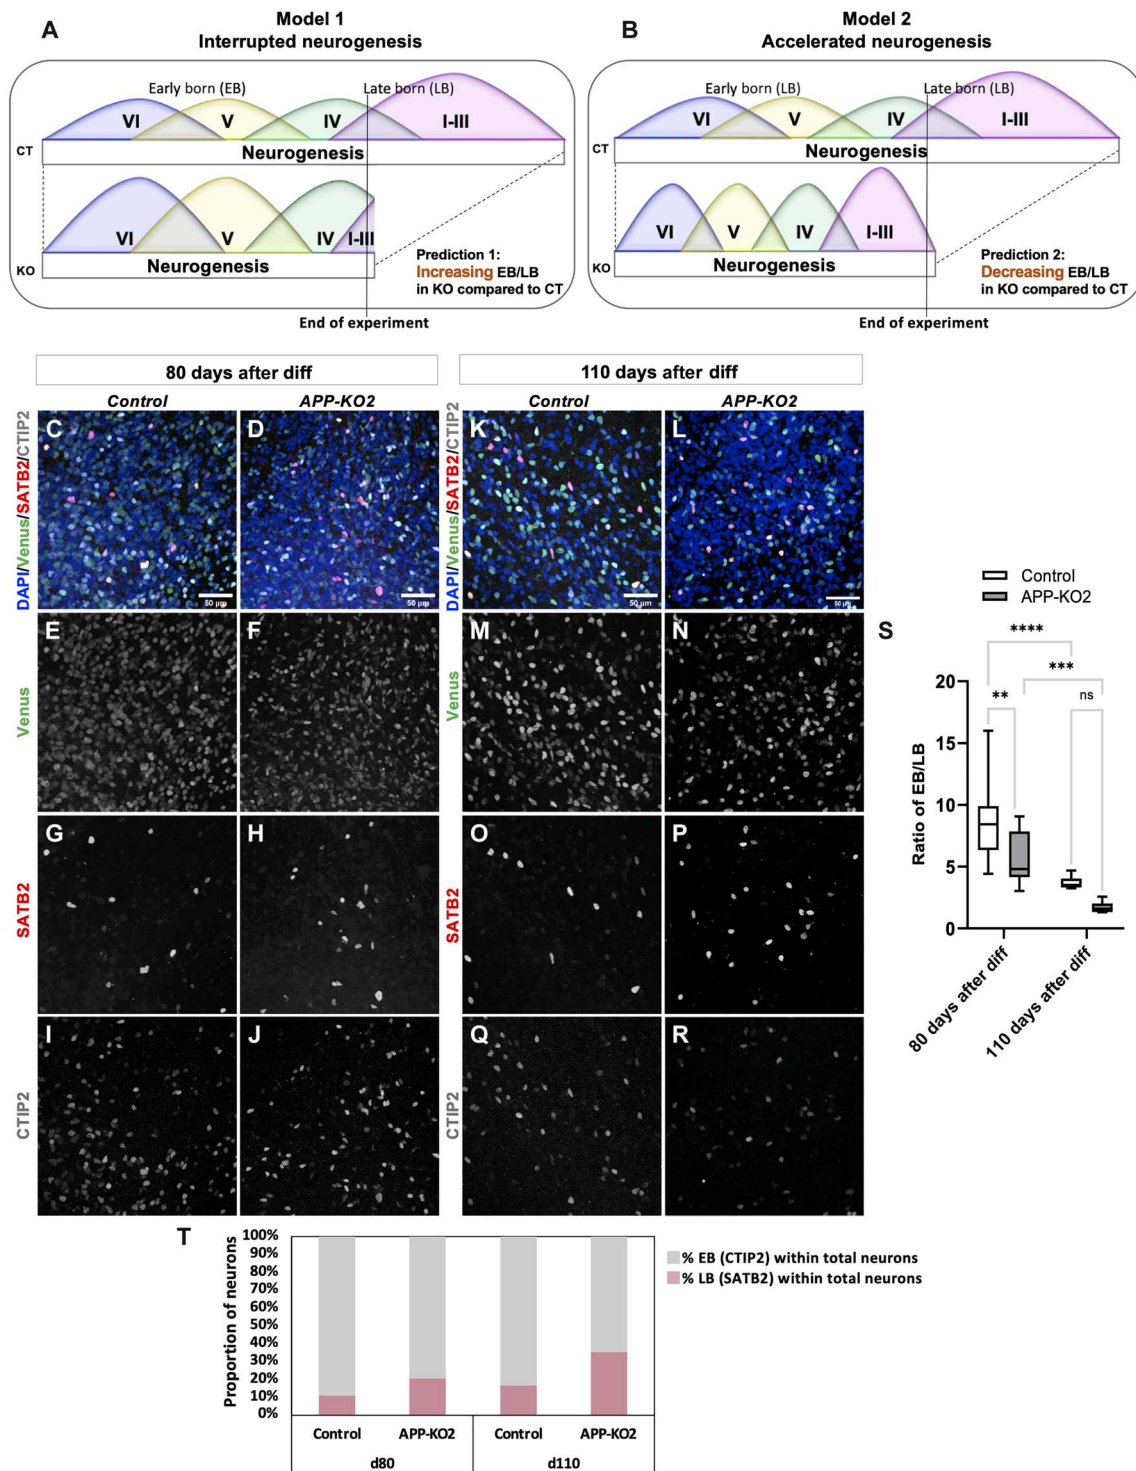 A
Model 1
Interrupted neurogenesis
Early born (EB)
Late born (LB)
VI
V
IV
I-III
CT
Neurogenesis
VI
V
IV
I-III
KO
Neurogenesis
Prediction 1:
Increasing EB/LB
in KO compared to CT
End of experiment
B
Model 2
Accelerated neurogenesis
Early born (LB)
Late born (LB)
VI
V
IV
I-III
CT
Neurogenesis
VI
V
IV
I-III
KO
Neurogenesis
Prediction 2:
Decreasing EB/LB
in KO compared to CT
End of experiment
80 days after diff
110 days after diff
Control
APP-KO2
Control
APP-KO2
DAPI/Venus/SATB2/CTIP2
C
50 µm
D
50 µm
DAPI/Venus/SATB2/CTIP2
K
50 µm
L
50 µm
Venus
E
F
Venus
M
N
SATB2
G
H
SATB2
O
P
CTIP2
I
J
CTIP2
Q
R
Control
APP-KO2
S
****
***
**
ns
Ratio of EB/LB
20
15
10
5
0
80 days after diff
110 days after diff
T
Proportion of neurons
100%
90%
80%
70%
60%
50%
40%
30%
20%
10%
0%
Control
APP-KO2
Control
APP-KO2
d80
d110
% EB (CTIP2) within total neurons
% LB (SATB2) within total neurons